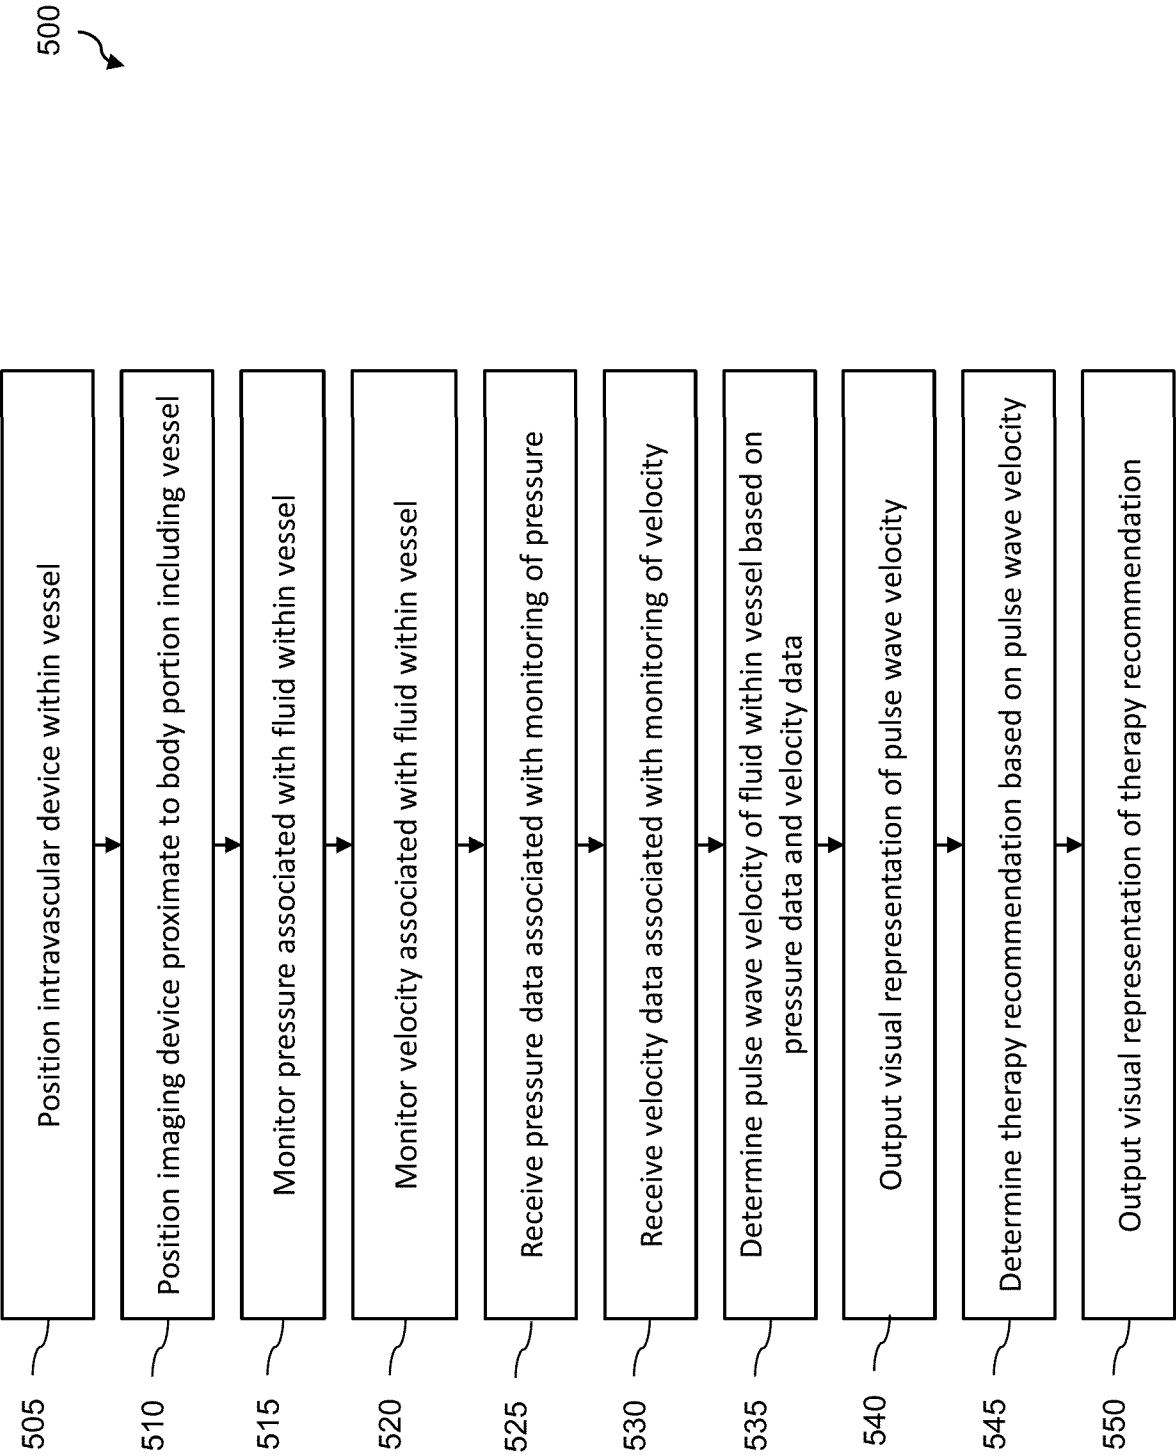 500
505
Position intravascular device within vessel
510
Position imaging device proximate to body portion including vessel
515
Monitor pressure associated with fluid within vessel
520
Monitor velocity associated with fluid within vessel
525
Receive pressure data associated with monitoring of pressure
530
Receive velocity data associated with monitoring of velocity
535
Determine pulse wave velocity of fluid within vessel based on
pressure data and velocity data
540
Output visual representation of pulse wave velocity
545
Determine therapy recommendation based on pulse wave velocity
550
Output visual representation of therapy recommendation